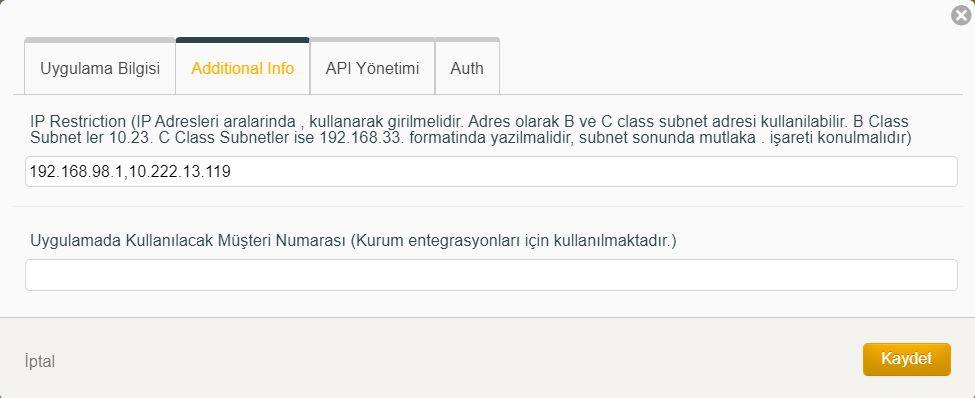 Uygulama Bilgisi Additional Info API Yönetimi Auth
IP Restriction (IP Adresleri aralarinda , kullanarak girilmelidir. Adres olarak B ve C class subnet adresi kullanilabilir. B Class
Subnet ler 10.23. C Class Subnetler ise 192.168.33. formatinda yazilmalidir, subnet sonunda mutlaka . işareti konulmalıdır)
192.168.98.1,10.222.13.119
Uygulamada Kullanılacak Müşteri Numarası (Kurum entegrasyonları için kullanılmaktadır.)
İptal Kaydet